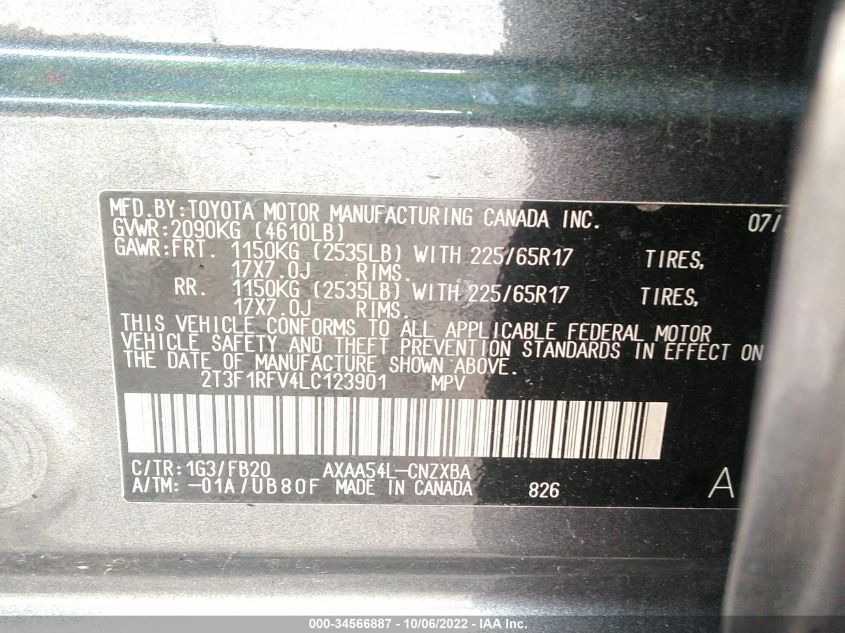 MFD.BY:TOYOTA MOTOR MANUFACTURING CANADA INC. 07/
GVWR:2090KG (4610LB)
GAWR:FRT. 1150KG (2535LB) WITH 225/65R17 TIRES,
17X7.0J RIMS.
RR. 1150KG (2535LB) WITH 225/65R17 TIRES,
17X7.0J RIMS.
THIS VEHICLE CONFORMS TO ALL APPLICABLE FEDERAL MOTOR
VEHICLE SAFETY AND THEFT PREVENTION STANDARDS IN EFFECT ON
THE DATE OF MANUFACTURE SHOWN ABOVE.
2T3F1RFV4LC123901 MPV
C/TR:1G3/FB20 AXAA54L-CNZXBA
A/TM:-01A/UB80F MADE IN CANADA 826 A
000-34566887 - 10/06/2022 - IAA Inc.